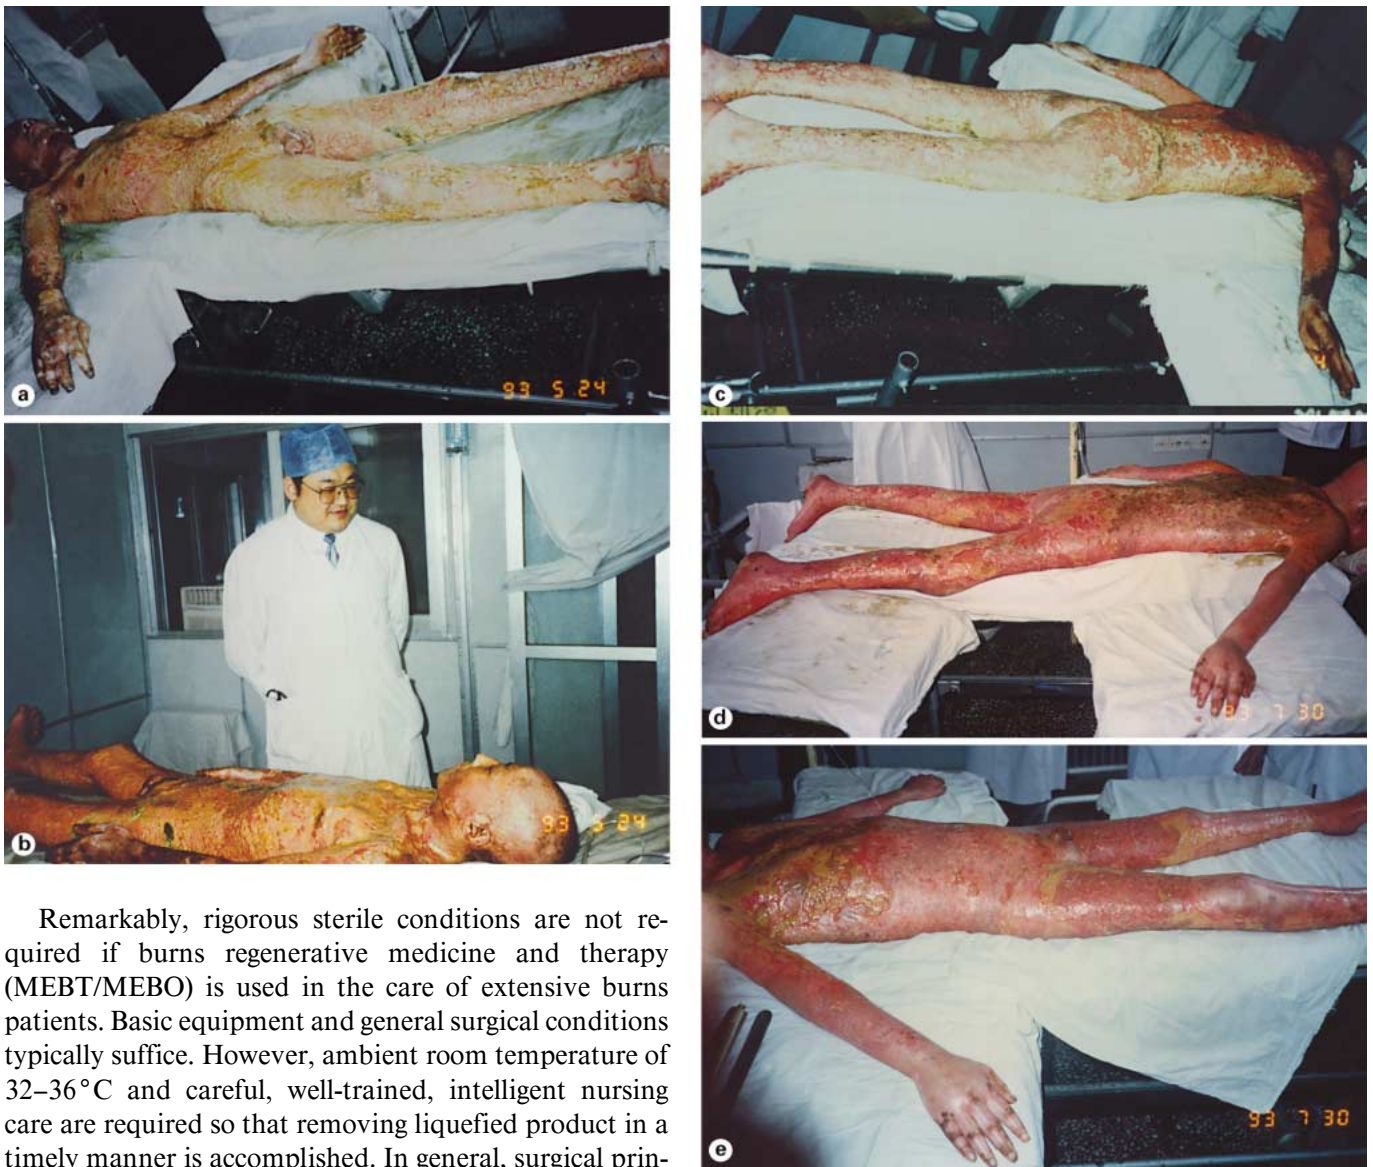 a
93 5 24
c
4
b
93 5 24
d
93 7 30
e
93 7 30
Remarkably, rigorous sterile conditions are not re-
quired if burns regenerative medicine and therapy
(MEBT/MEBO) is used in the care of extensive burns
patients. Basic equipment and general surgical conditions
typically suffice. However, ambient room temperature of
32–36°C and careful, well-trained, intelligent nursing
care are required so that removing liquefied product in a
timely manner is accomplished. In general, surgical prin-